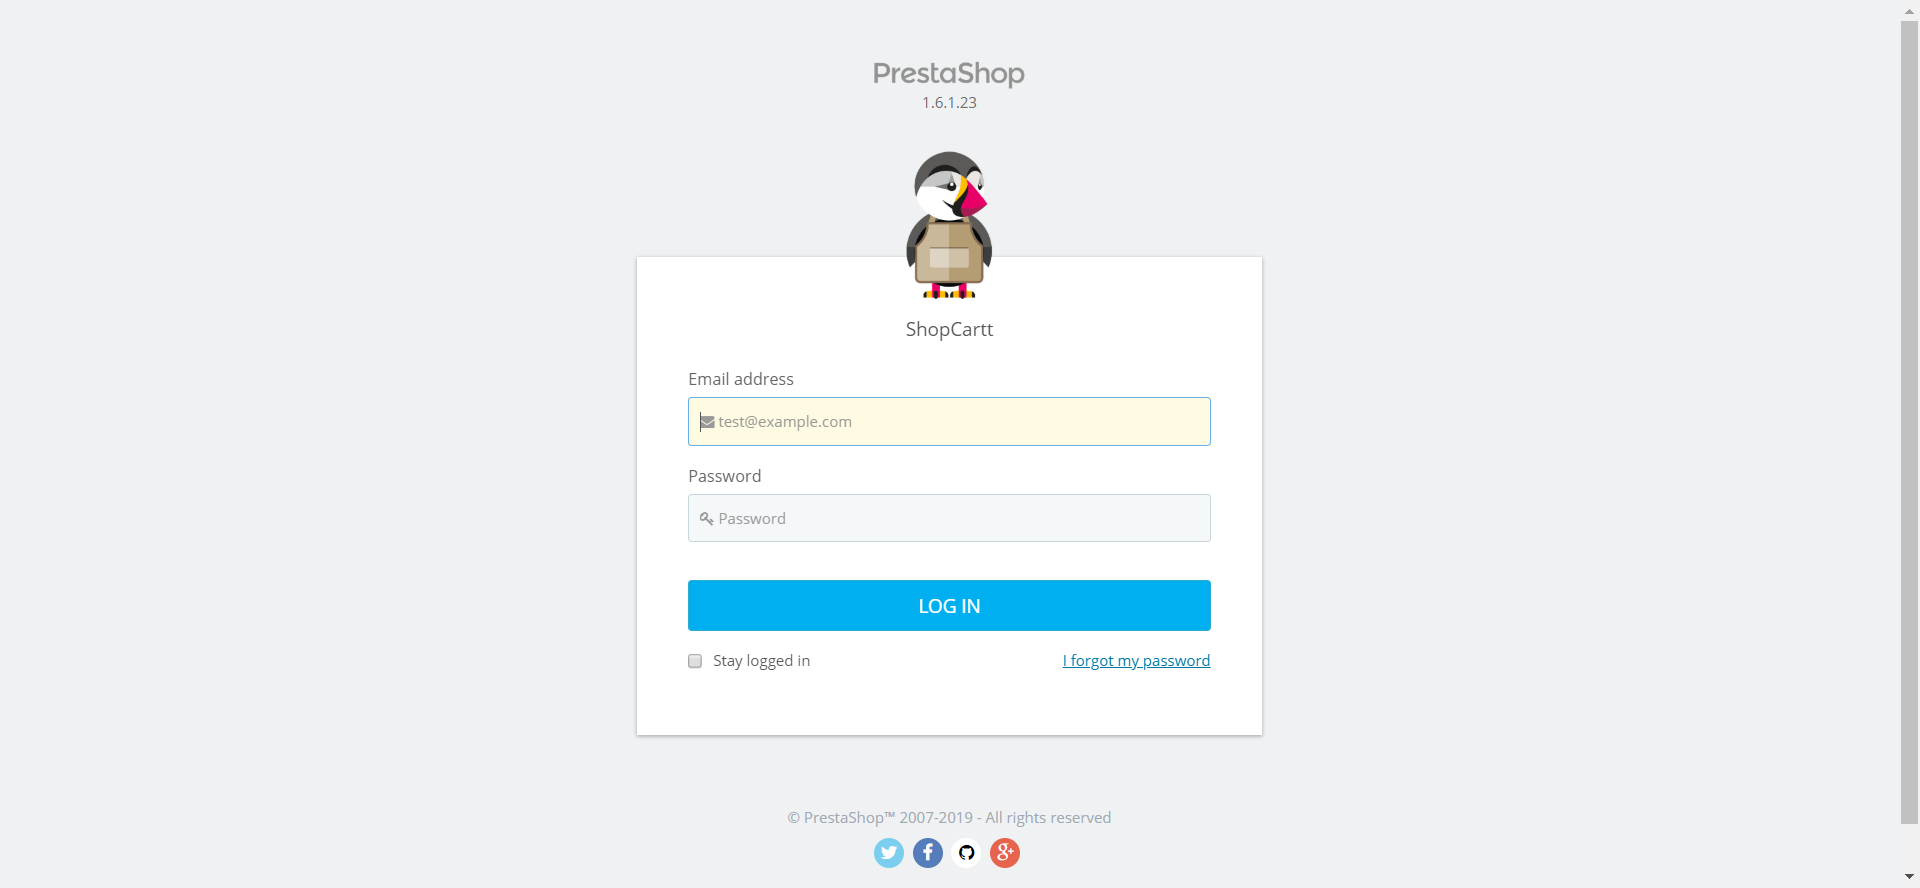 PrestaShop
1.6.1.23
ShopCartt
Email address
test@example.com
Password
Password
LOG IN
Stay logged in
I forgot my password
© PrestaShop™ 2007-2019 - All rights reserved